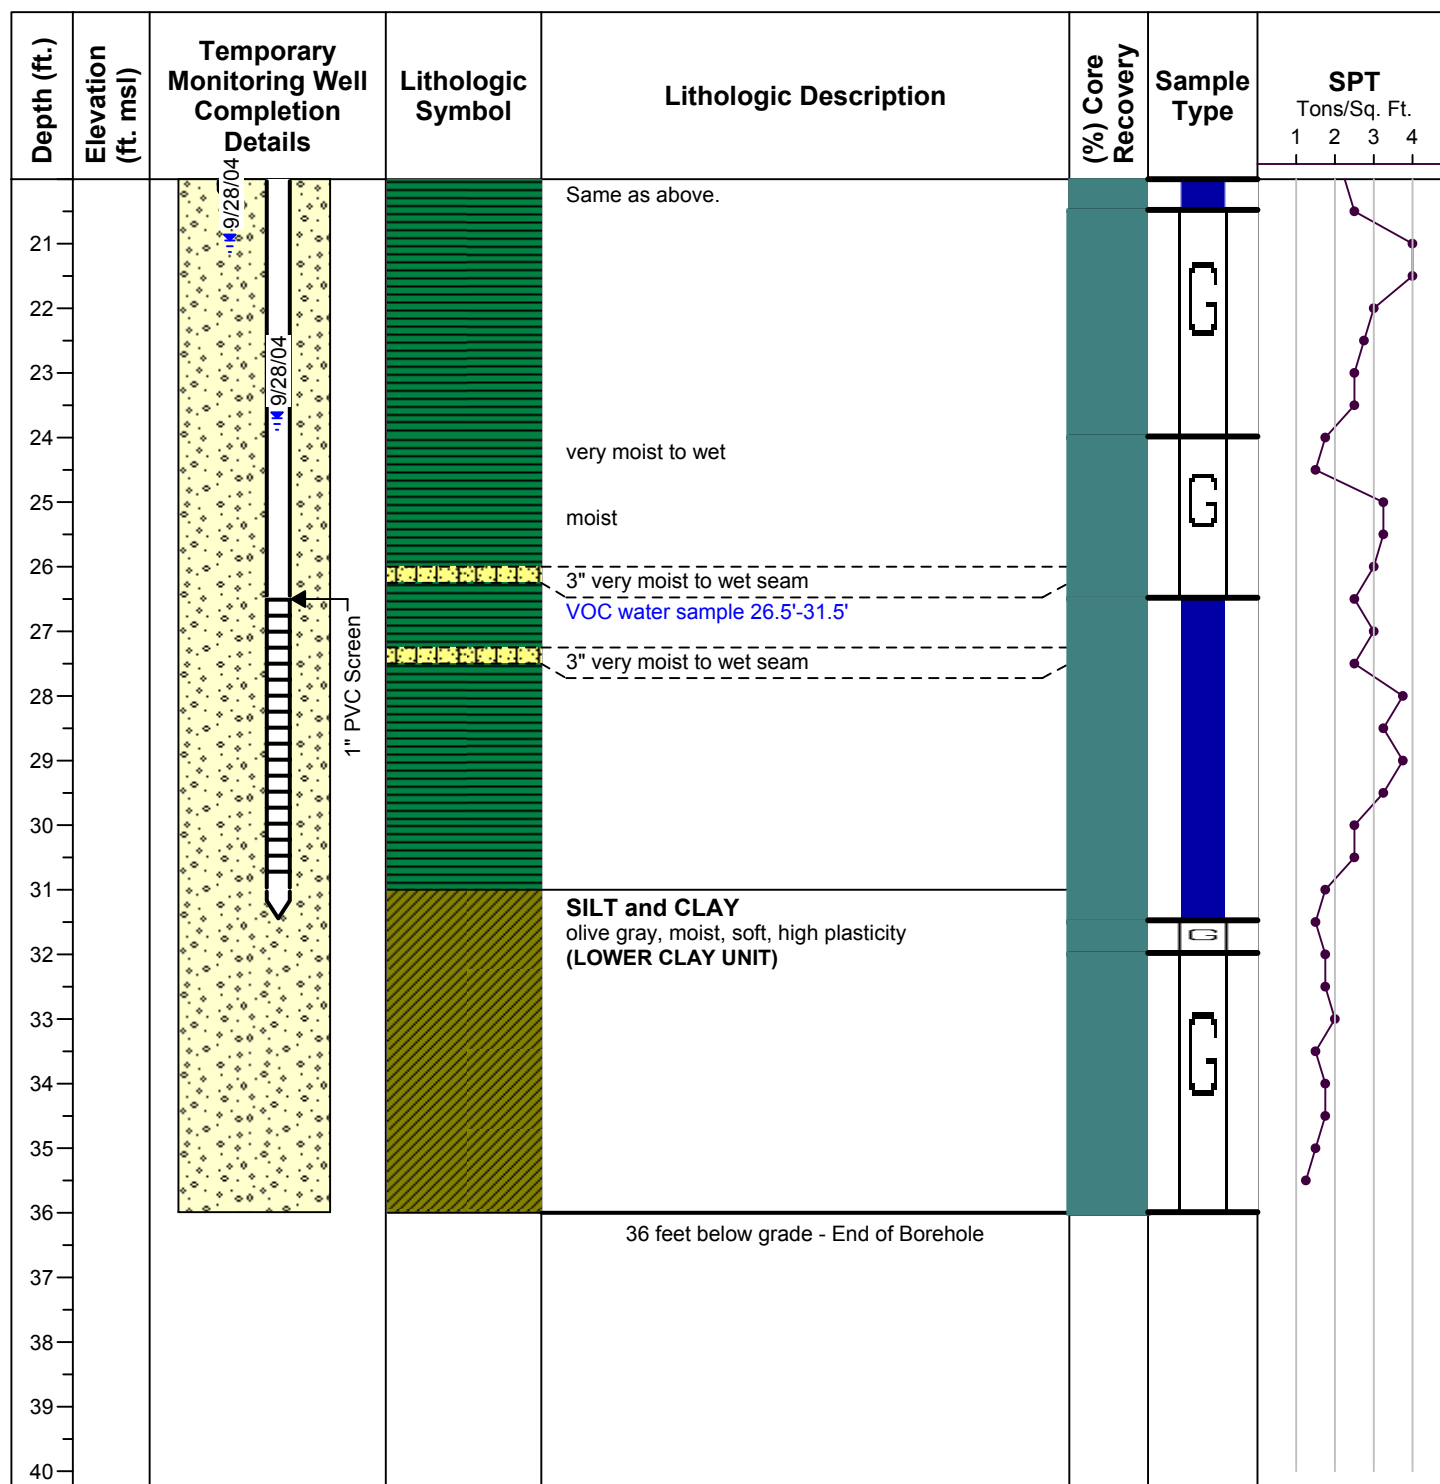 Depth (ft.)
Elevation
(ft. msl)
Temporary
Monitoring Well
Completion
Details
Lithologic
Symbol
Lithologic Description
(%) Core
Recovery
Sample
Type
SPT
Tons/Sq. Ft.
1 2 3 4
9/28/04
Same as above.
21
G
22
9/28/04
23
24
very moist to wet
G
25
moist
26
3" very moist to wet seam
VOC water sample 26.5'-31.5'
27
1" PVC Screen
3" very moist to wet seam
28
29
30
31
SILT and CLAY
olive gray, moist, soft, high plasticity
G
32
(LOWER CLAY UNIT)
33
G
34
35
36
36 feet below grade - End of Borehole
37
38
39
40